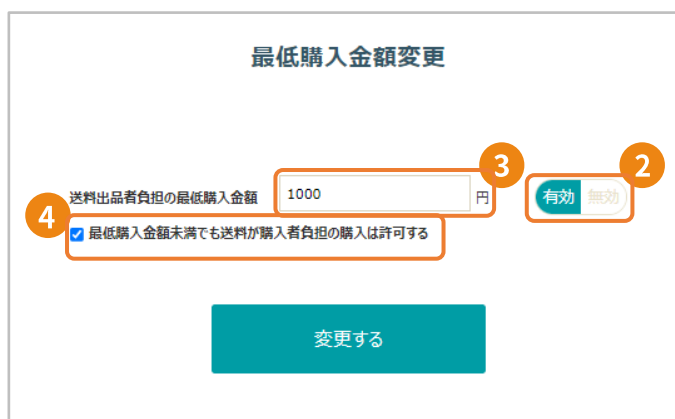 最低購入金額変更
3
2
送料出品者負担の最低購入金額 1000 円 有効 無効
4
最低購入金額未満でも送料が購入者負担の購入は許可する
変更する